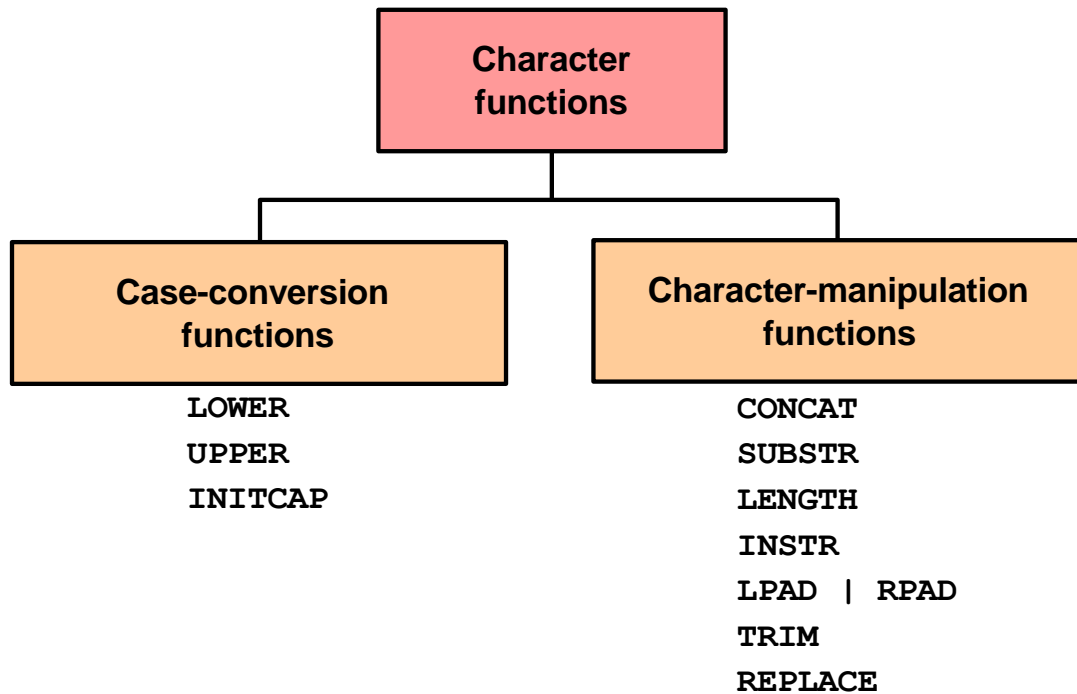 Character
functions
Case-conversion
functions
LOWER
UPPER
INITCAP
Character-manipulation
functions
CONCAT
SUBSTR
LENGTH
INSTR
LPAD | RPAD
TRIM
REPLACE